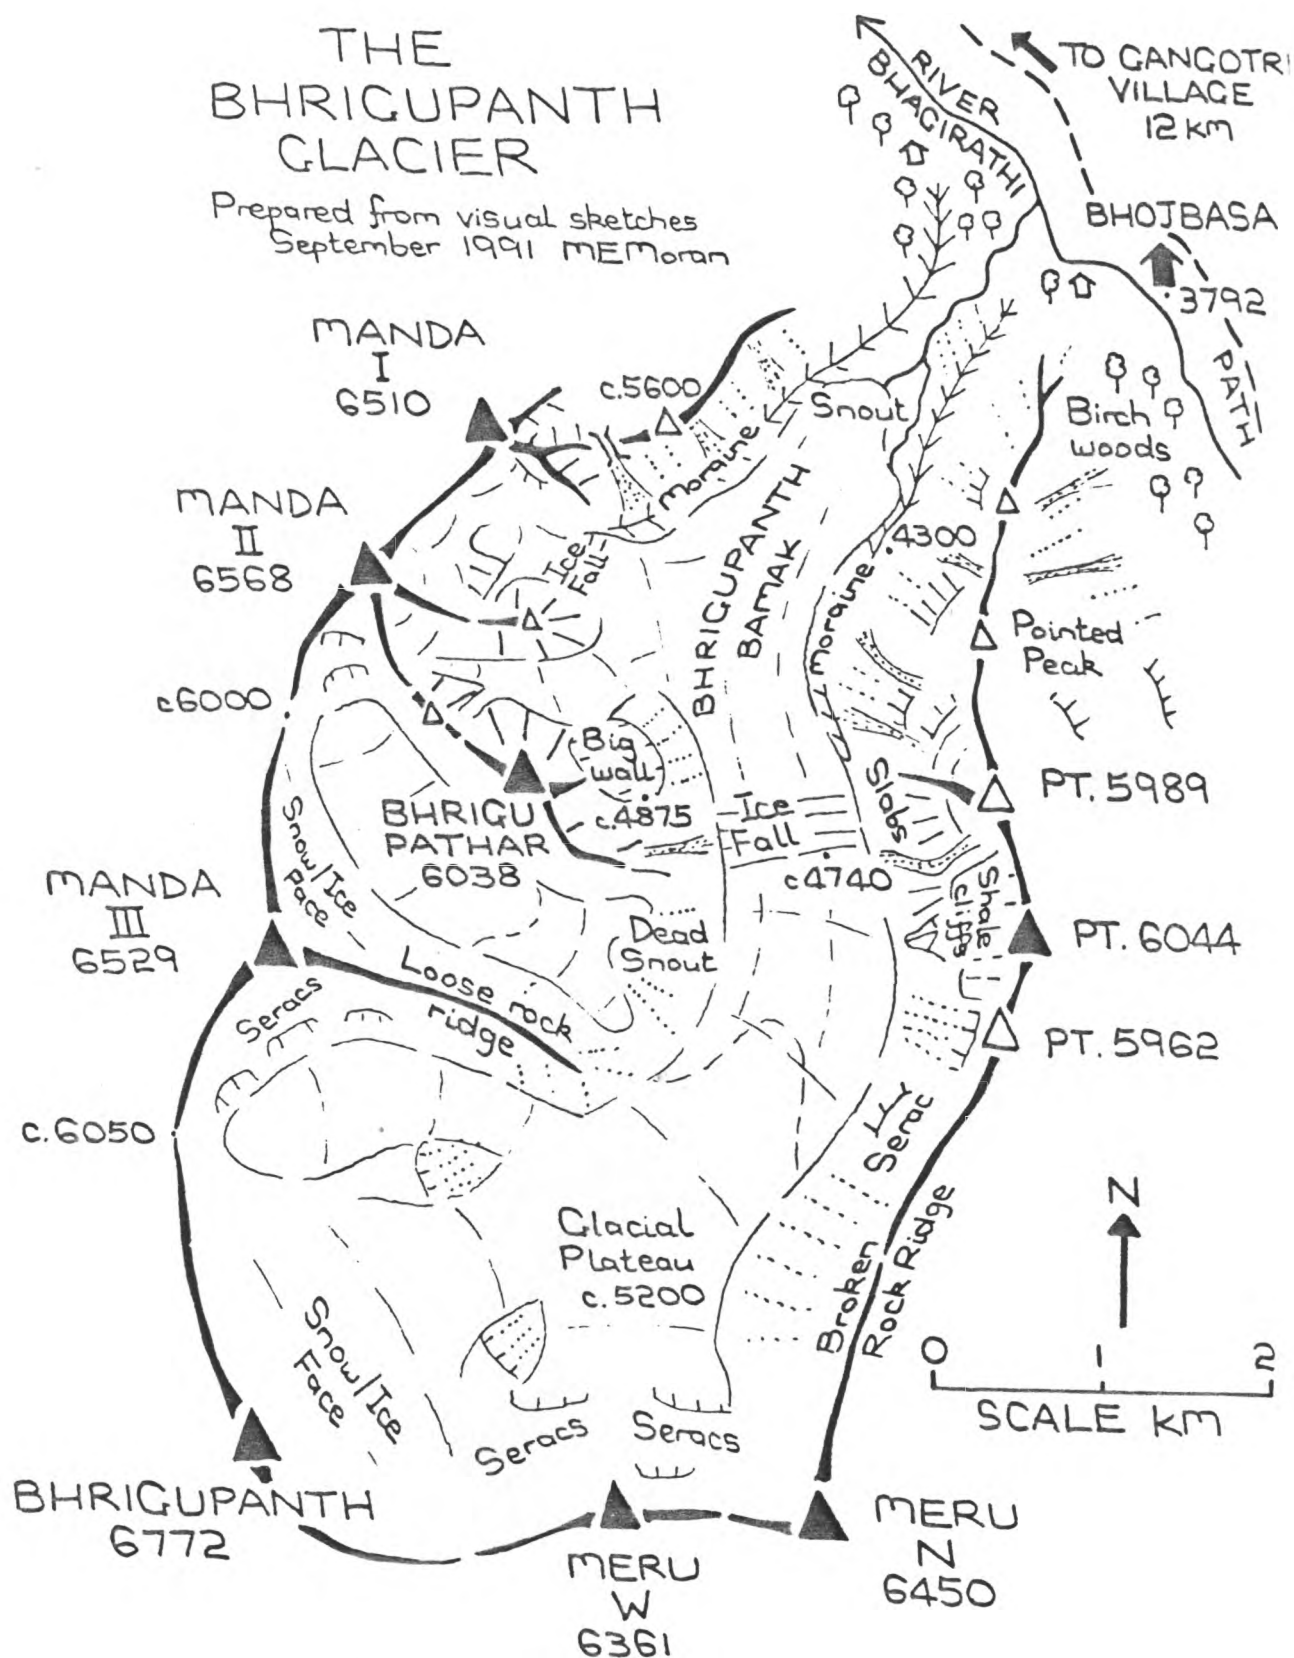 THE
BHRIGUPANTH
GLACIER
Prepared from visual sketches
September 1991 MEMoran
RIVER
BHAGIRATHI
TO GANGOTRI
VILLAGE
12 km
BHOJBASA
.3792
PATH
MANDA
I
6510
c.5600
Snout
Birch
woods
moraine
MANDA
II
6568
Ice
Fall
BHRIGUPANTH
BAMAK
.4300
moraine
Pointed
Peak
c6000
Big
wall
Slabs
PT. 5989
BHRIGU
PATHAR
6038
c.4875
Ice
Fall
c4740
Snow/Ice
Face
MANDA
III
6529
Shale
cliffs
PT. 6044
Dead
Snout
Loose rock
ridge
Seracs
PT. 5962
c.6050
Serac
N
Glacial
Plateau
c.5200
Broken
Rock Ridge
Snow/Ice
Face
0 1 2
SCALE km
Seracs
Seracs
BHRIGUPANTH
6772
MERU
W
6361
MERU
N
6450